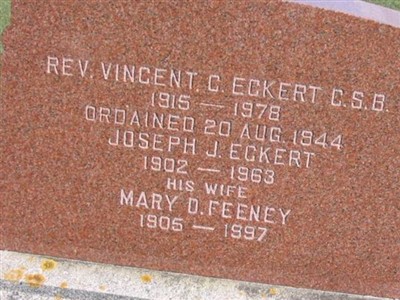 REV. VINCENT. C. ECKERT C.S.B.
1915 — 1978
ORDAINED 20 AUG. 1944
JOSEPH J. ECKERT
1902 — 1963
HIS WIFE
MARY D. FEENEY
1905 — 1997